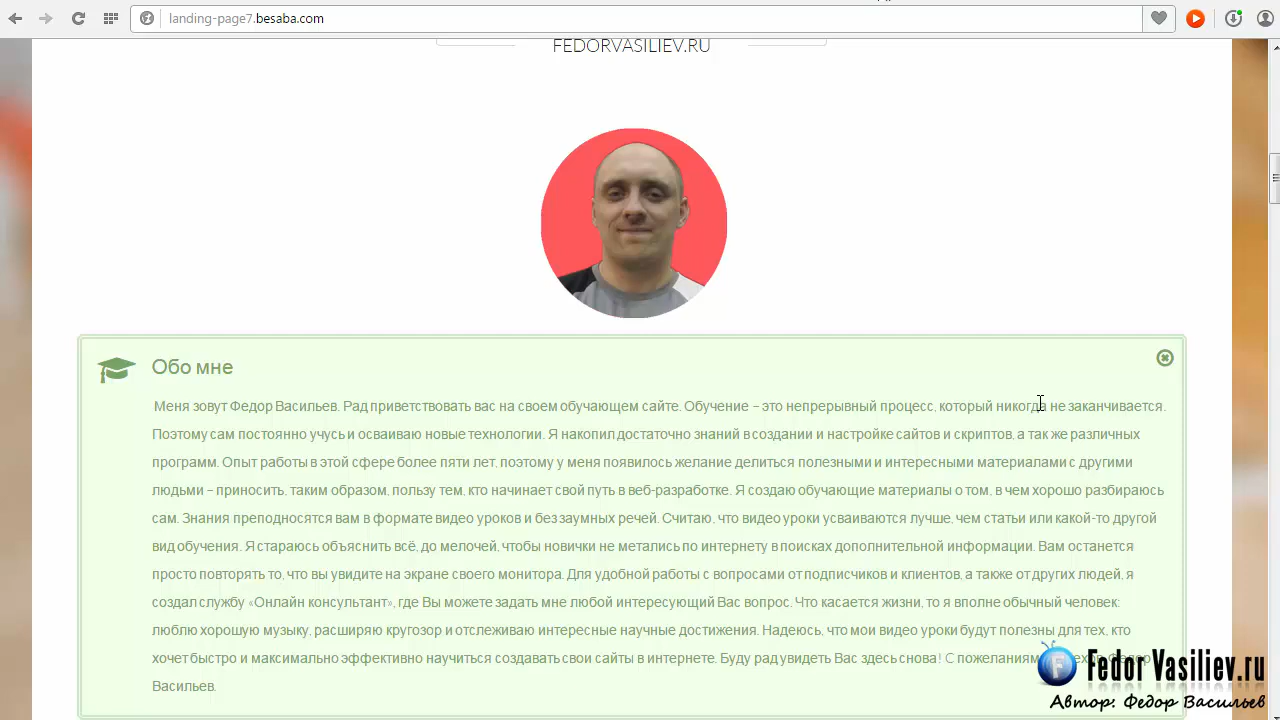 landing-page7.besaba.com
FEDORVASILIEV.RU
Обо мне
Меня зовут Федор Васильев. Рад приветствовать вас на своем обучающем сайте. Обучение – это непрерывный процесс, который никогда не заканчивается.
Поэтому сам постоянно учусь и осваиваю новые технологии. Я накопил достаточно знаний в создании и настройке сайтов и скриптов, а так же различных
программ. Опыт работы в этой сфере более пяти лет, поэтому у меня появилось желание делиться полезными и интересными материалами с другими
людьми – приносить, таким образом, пользу тем, кто начинает свой путь в веб-разработке. Я создаю обучающие материалы о том, в чем хорошо разбираюсь
сам. Знания преподносятся вам в формате видео уроков и без заумных речей. Считаю, что видео уроки усваиваются лучше, чем статьи или какой-то другой
вид обучения. Я стараюсь объяснить всё, до мелочей, чтобы новички не метались по интернету в поисках дополнительной информации. Вам останется
просто повторять то, что вы увидите на экране своего монитора. Для удобной работы с вопросами от подписчиков и клиентов, а также от других людей, я
создал службу «Онлайн консультант», где Вы можете задать мне любой интересующий Вас вопрос. Что касается жизни, то я вполне обычный человек:
люблю хорошую музыку, расширяю кругозор и отслеживаю интересные научные достижения. Надеюсь, что мои видео уроки будут полезны для тех, кто
хочет быстро и максимально эффективно научиться создавать свои сайты в интернете. Буду рад увидеть Вас здесь снова! С
Васильев.
Fedor Vasiliev.ru
Автор: Федор Васильев